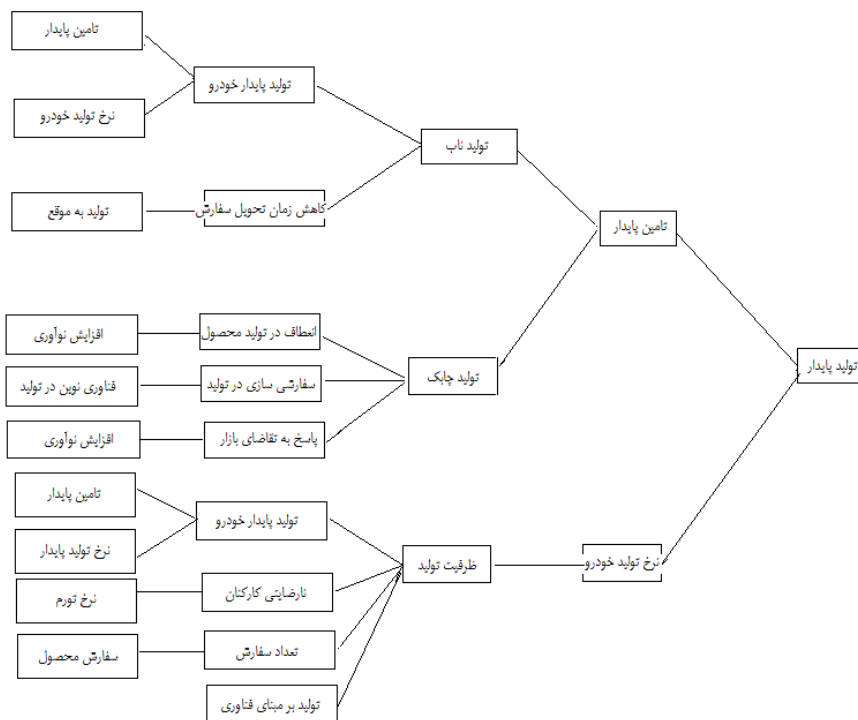 تامین پایدار
تولید پایدار خودرو
نرخ تولید خودرو
تولید ناب
کاهش زمان تحویل سفارش
تولید به موقع
تامین پایدار
انعطاف در تولید محصول
افزایش نوآوری
تولید پایدار
تولید چابک
سفارشی سازی در تولید
فناوری نوین در تولید
پاسخ به تقاضای بازار
افزایش نوآوری
تامین پایدار
تولید پایدار خودرو
نرخ تولید پایدار
نرخ تولید خودرو
ظرفیت تولید
نارضایتی کارکنان
نرخ تورم
تعداد سفارش
سفارش محصول
تولید بر مبنای فناوری